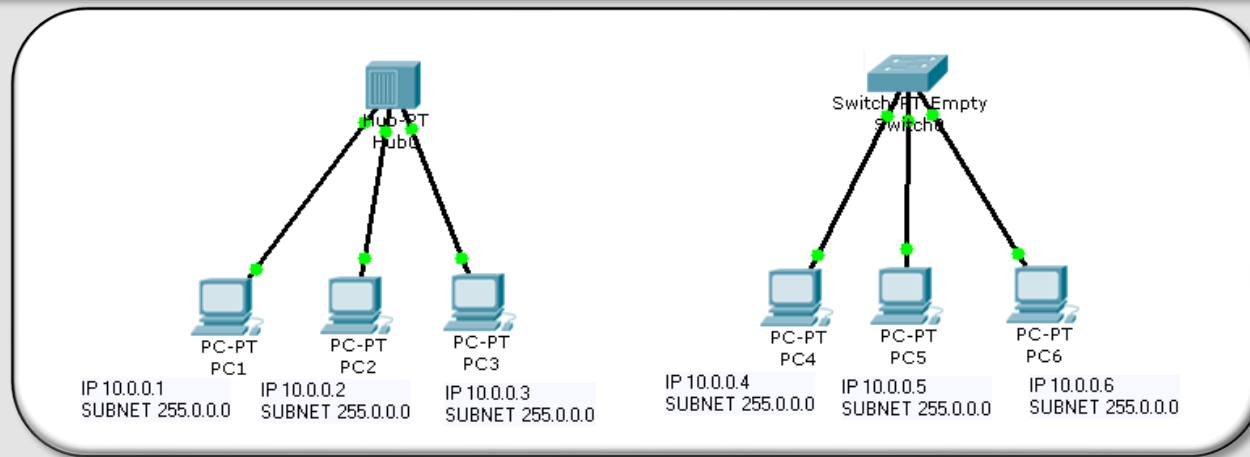 Hub-PT
Hub0
Switch-PT-Empty
Switch0
PC-PT
PC1
PC-PT
PC2
PC-PT
PC3
PC-PT
PC4
PC-PT
PC5
PC-PT
PC6
IP 10.0.0.1
SUBNET 255.0.0.0
IP 10.0.0.2
SUBNET 255.0.0.0
IP 10.0.0.3
SUBNET 255.0.0.0
IP 10.0.0.4
SUBNET 255.0.0.0
IP 10.0.0.5
SUBNET 255.0.0.0
IP 10.0.0.6
SUBNET 255.0.0.0